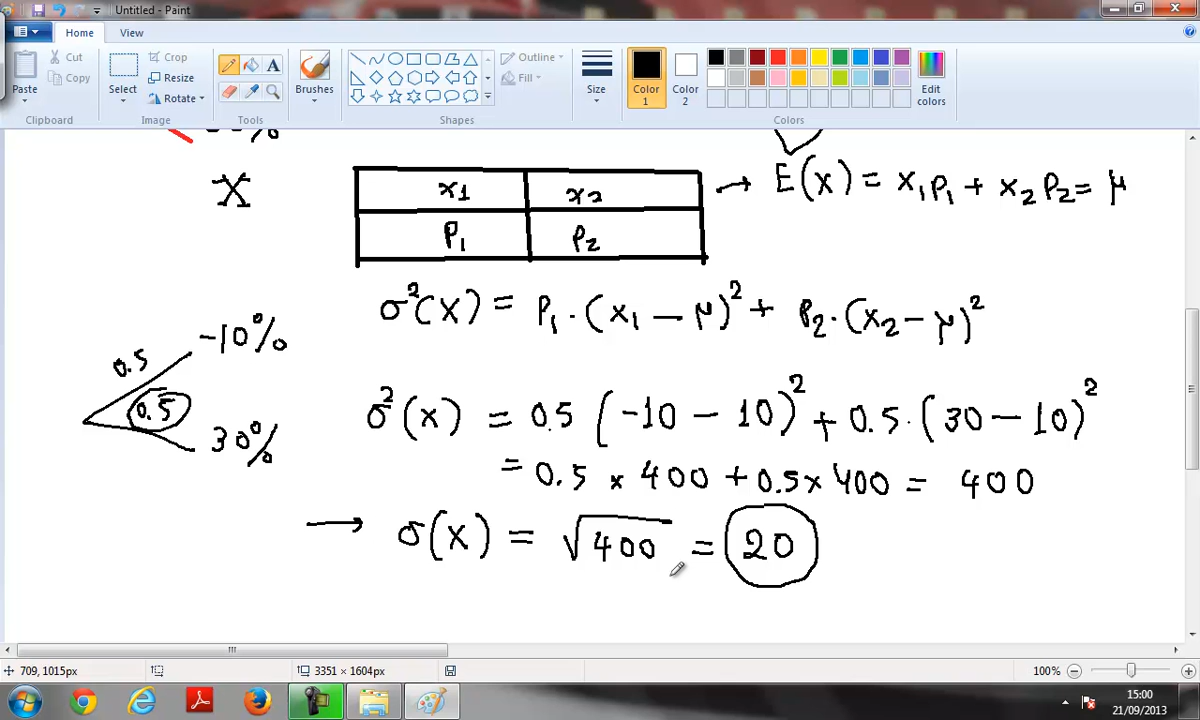 Untitled - Paint
Home View
Paste Cut Copy Select Crop Resize Rotate Brushes Outline Fill Size Color 1 Color 2 Edit colors
Clipboard Image Tools Shapes Colors
X
x1 x2
P1 P2
→ E(x) = x₁p₁ + x₂p₂ = μ
σ²(X) = P₁·(x₁ − μ)² + P₂·(x₂ − μ)²
0.5 -10%
0.5 30%
σ²(x) = 0.5 (-10 − 10)² + 0.5·(30 − 10)²
= 0.5 × 400 + 0.5 × 400 = 400
→ σ(X) = √400 = 20
709, 1015px 3351 × 1604px 100%
15:00
21/09/2013